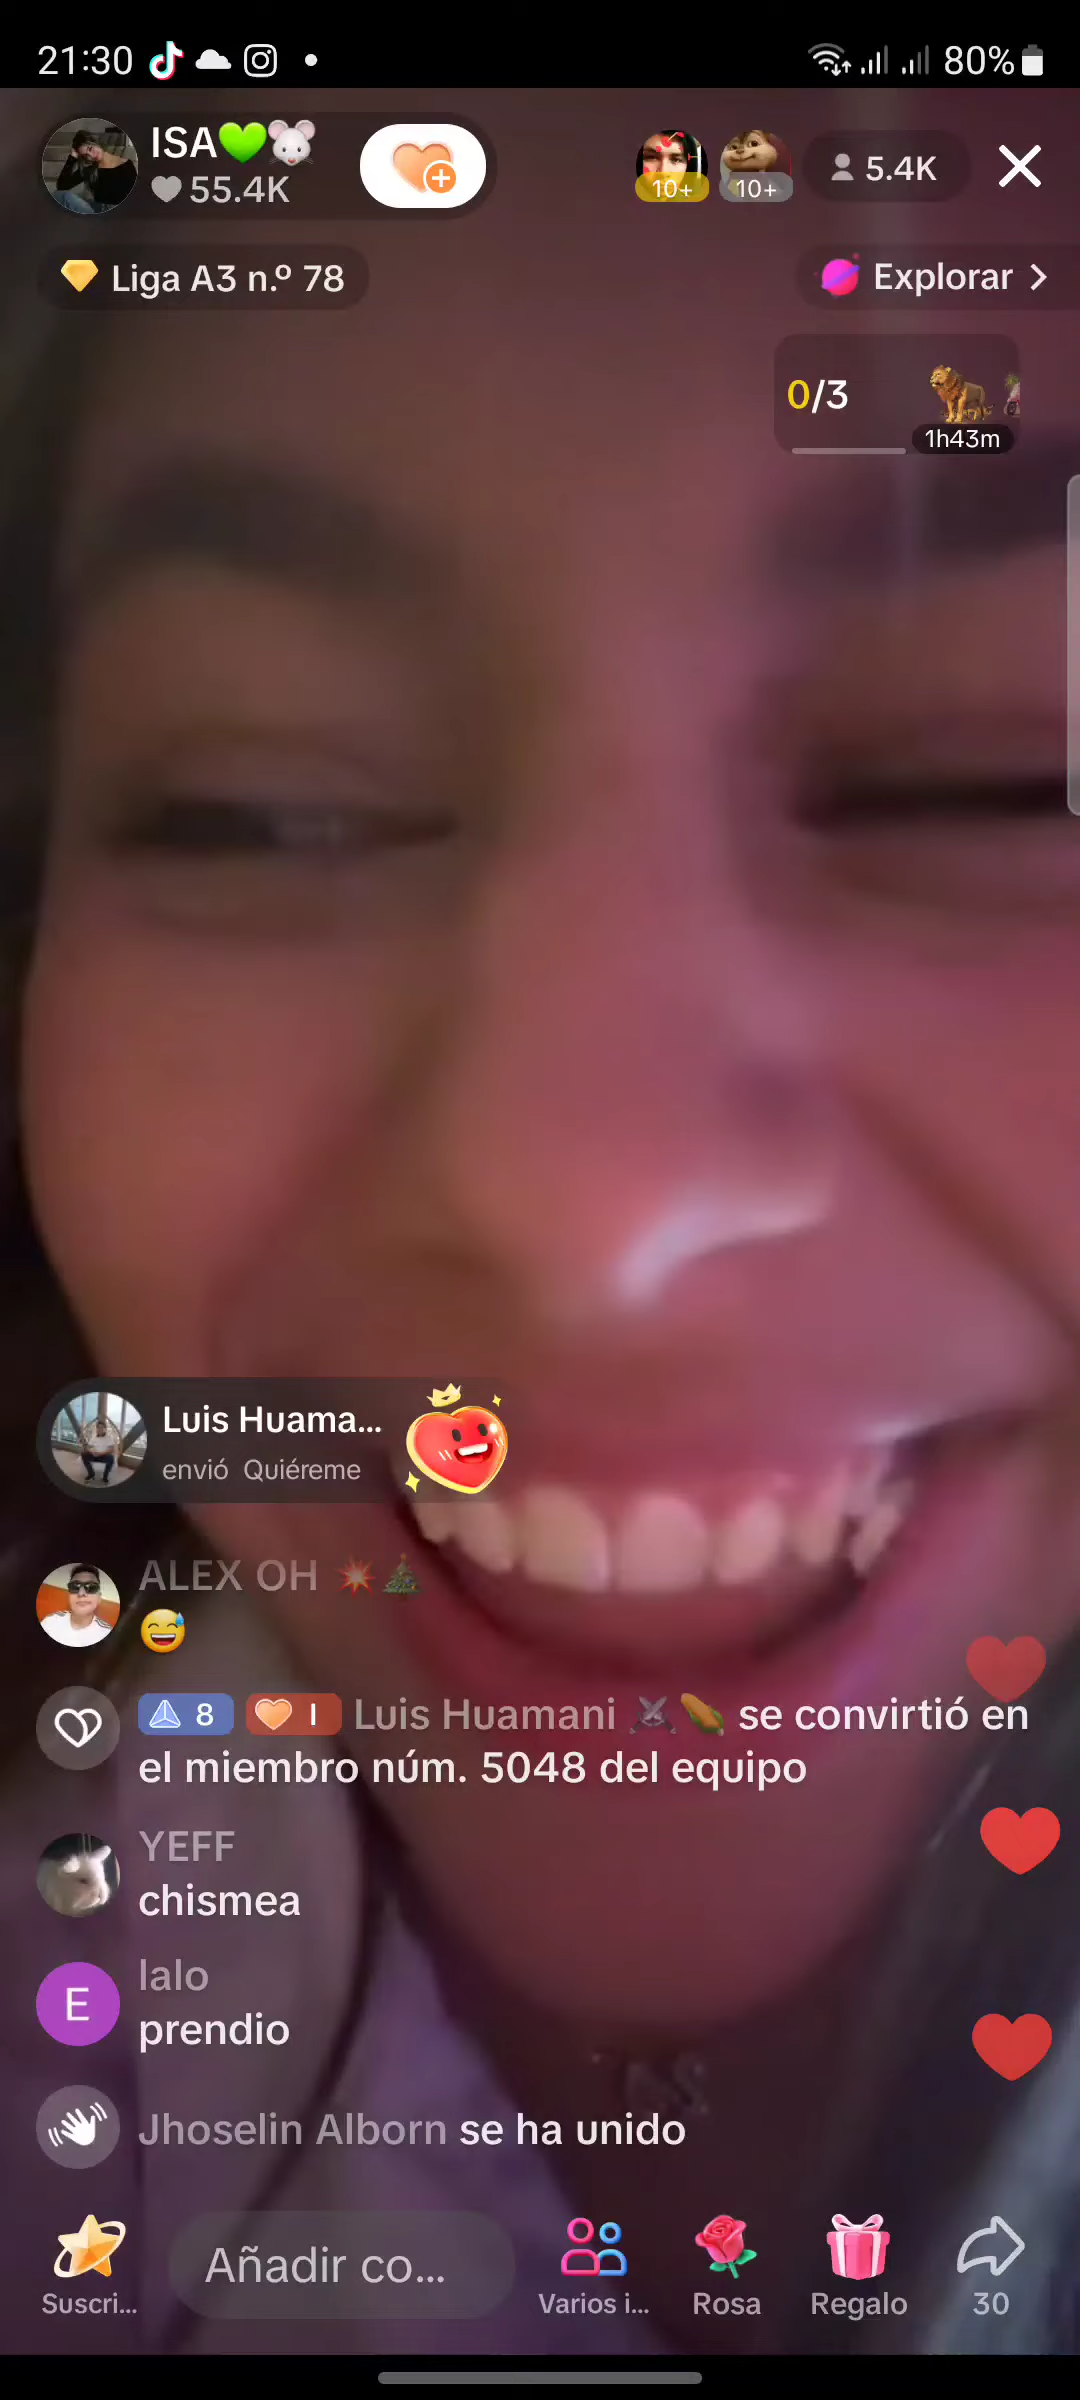 21:30
80%
ISA💚🐭
55.4K
10+
10+
5.4K
Liga A3 n.º 78
Explorar
0/3
1h43m
Luis Huama...
envió Quiéreme
ALEX OH 💥🎄
😅
8 I Luis Huamani ⚔️🌽 se convirtió en
el miembro núm. 5048 del equipo
YEFF
chismea
E
lalo
prendio
Jhoselin Alborn se ha unido
Añadir co...
Suscri...
Varios i...
Rosa
Regalo
30